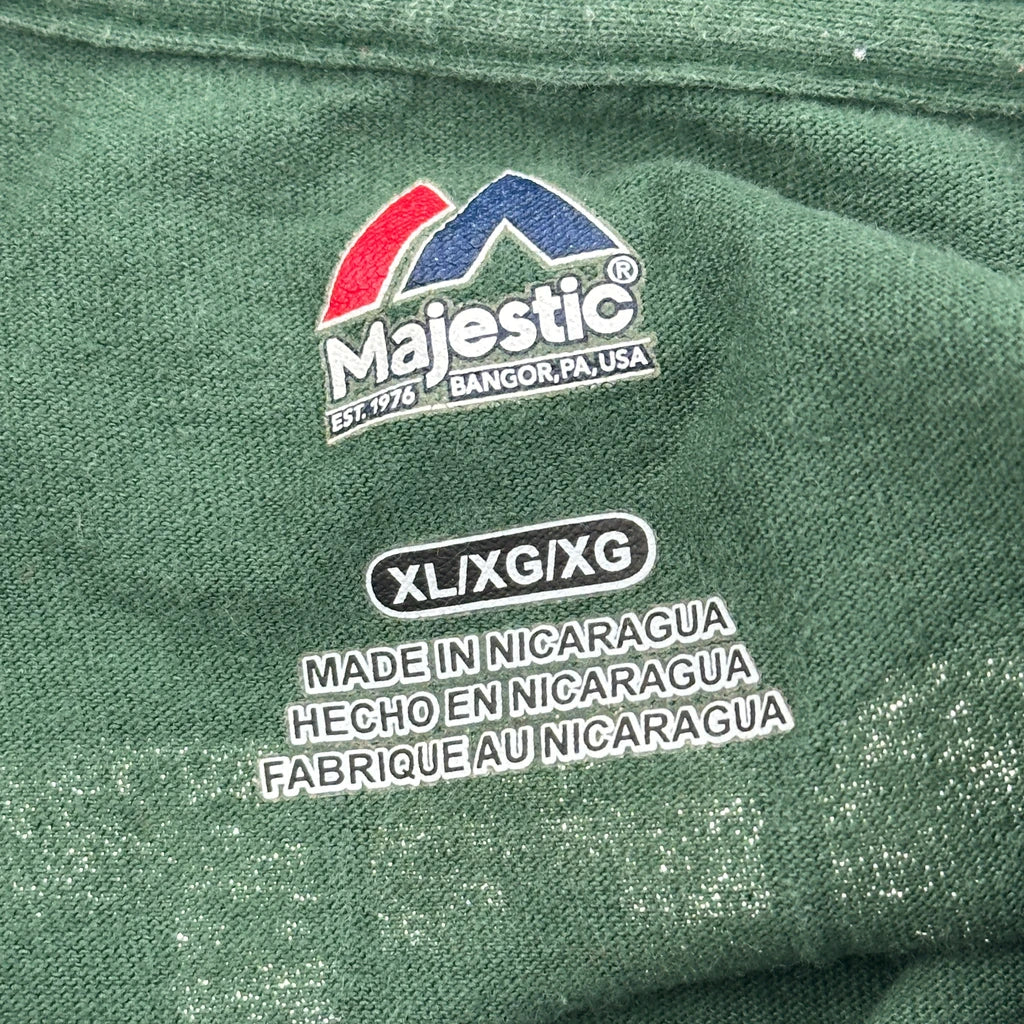 Majestic®
EST. 1976 BANGOR, PA, USA
XL/XG/XG
MADE IN NICARAGUA
HECHO EN NICARAGUA
FABRIQUE AU NICARAGUA